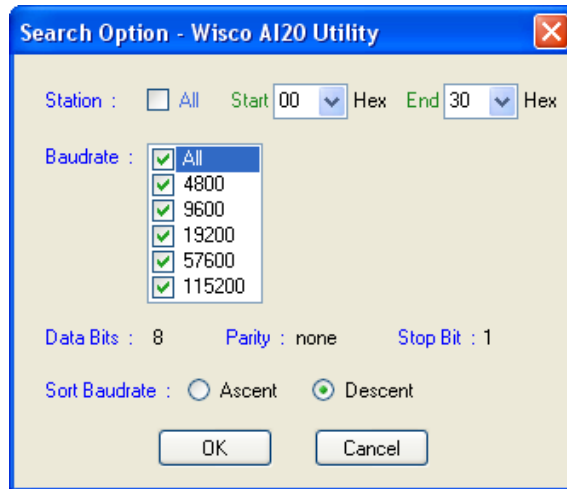 Search Option - Wisco AI20 Utility
Station : All Start 00 Hex End 30 Hex
Baudrate : All
4800
9600
19200
57600
115200
Data Bits : 8 Parity : none Stop Bit : 1
Sort Baudrate : Ascent Descent
OK Cancel